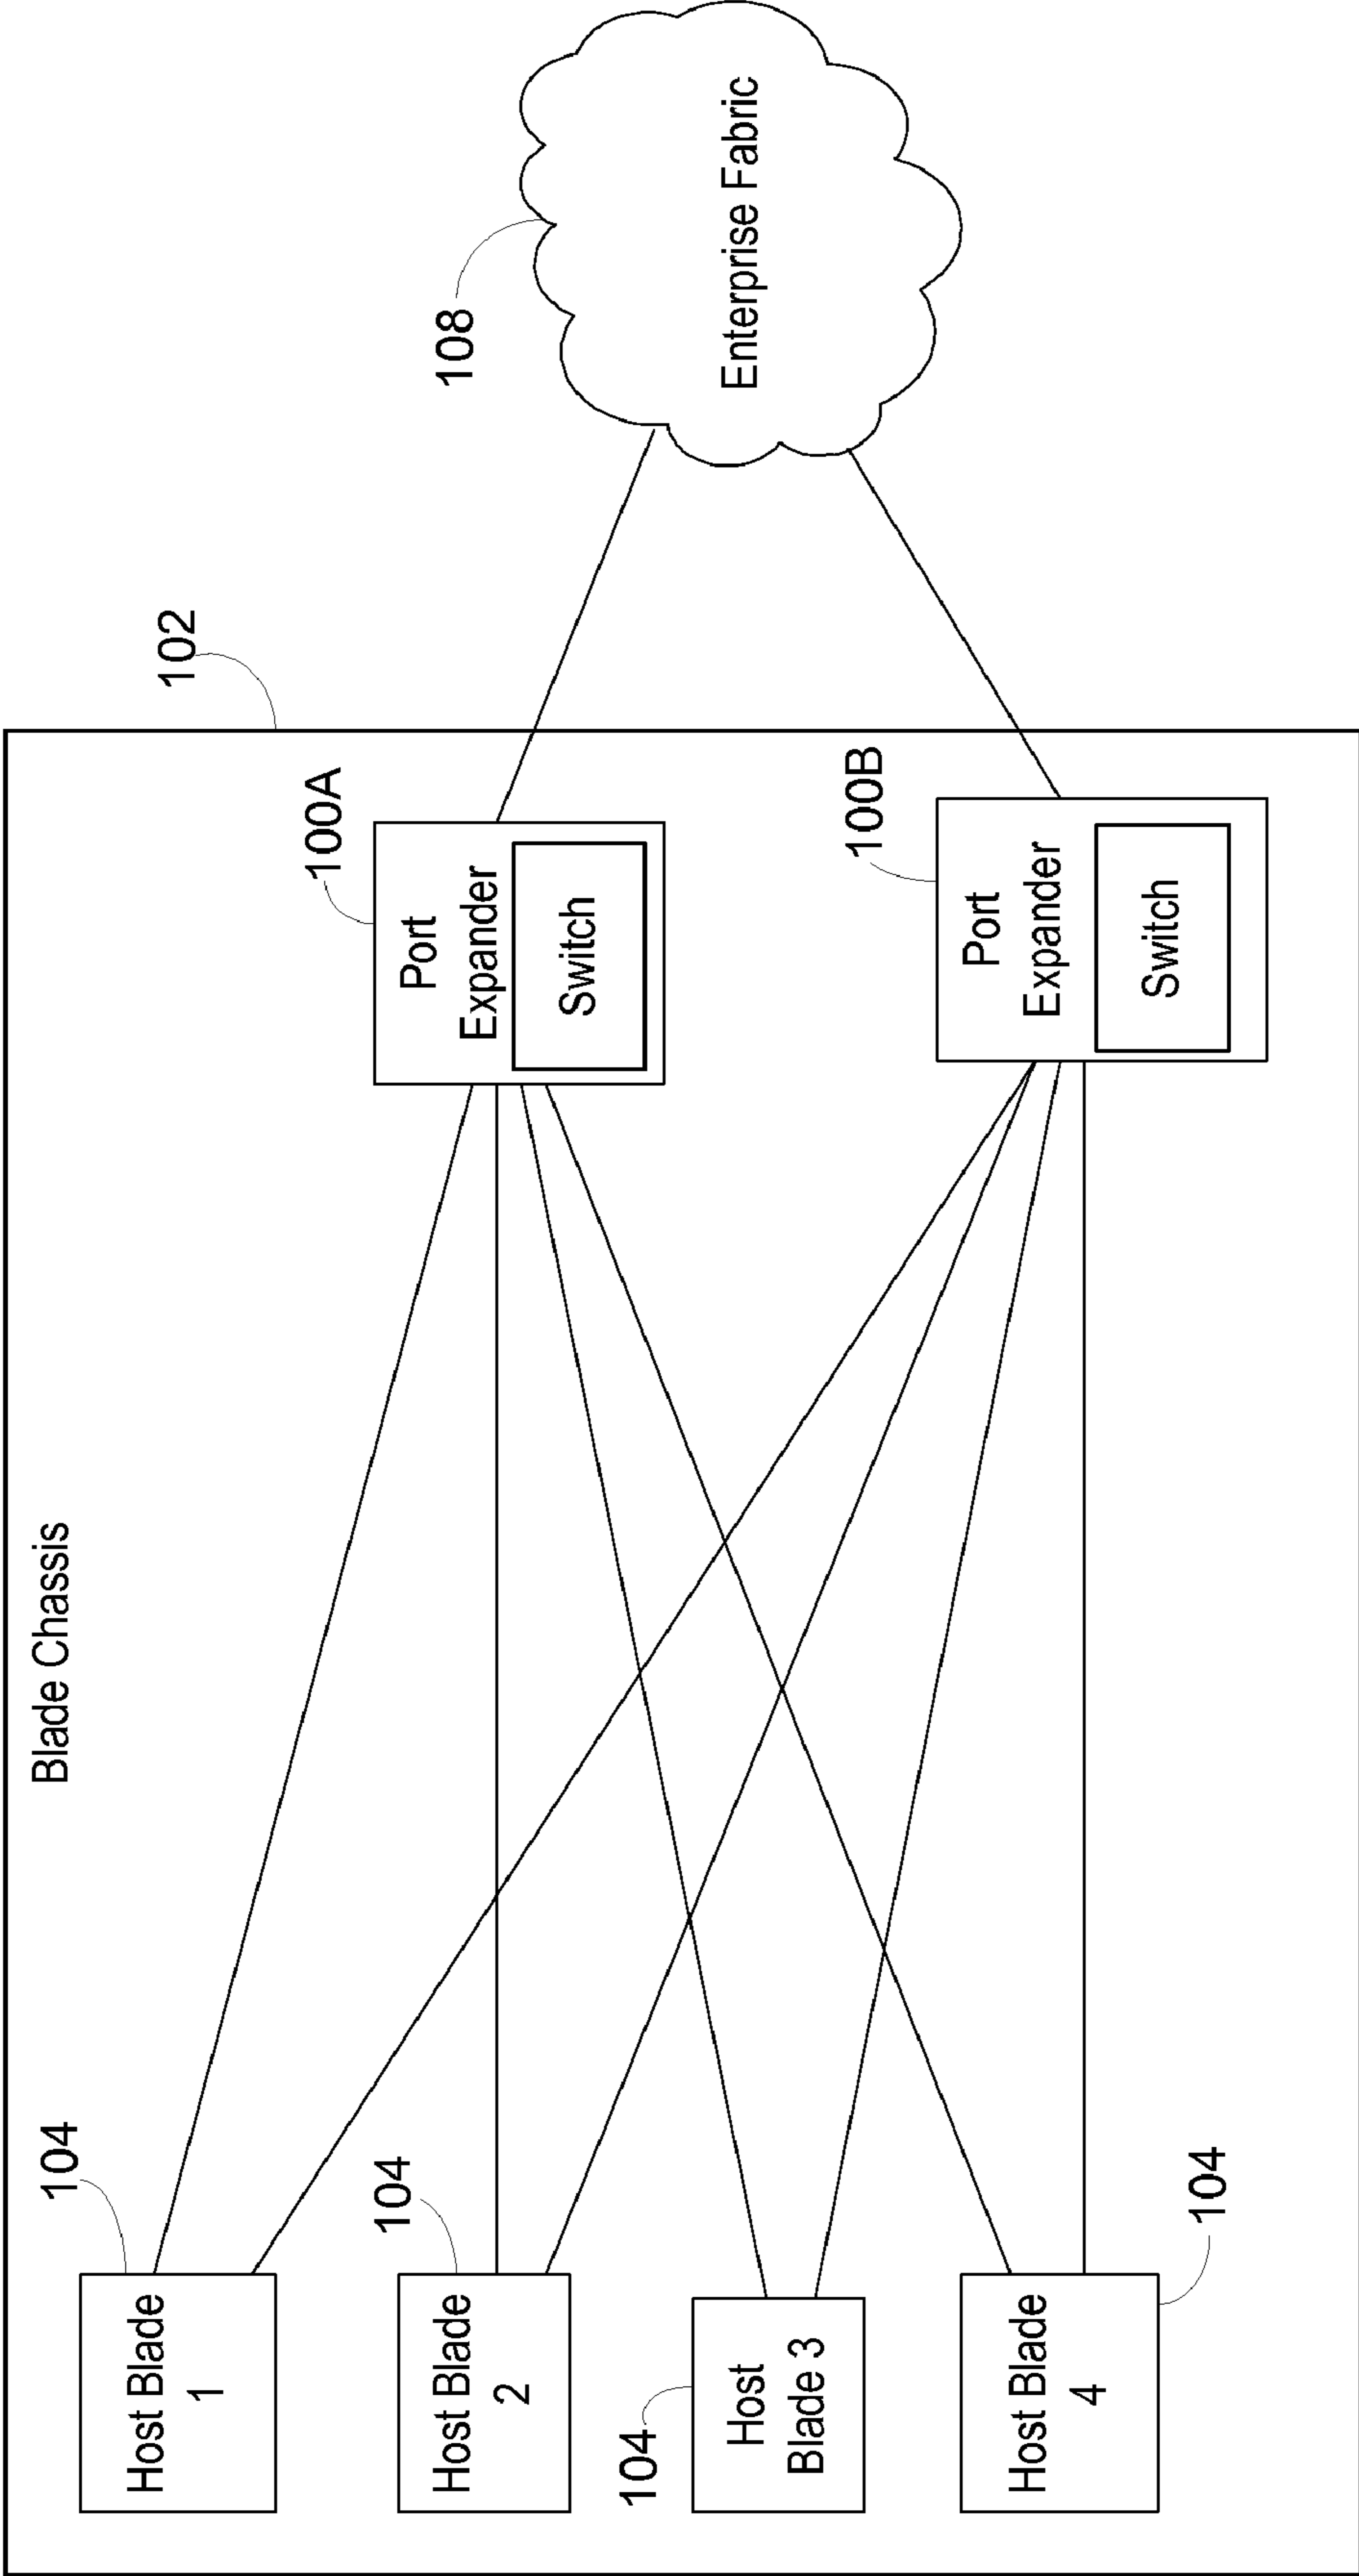 Blade Chassis
102
104
Host Blade
1
104
Host Blade
2
104
Host
Blade 3
104
Host Blade
4
100A
Port
Expander
Switch
100B
Port
Expander
Switch
108
Enterprise Fabric